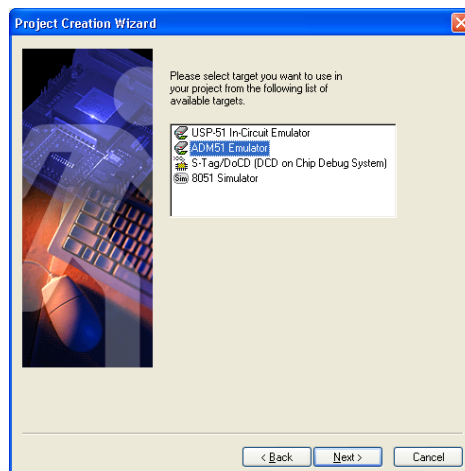 Project Creation Wizard
Please select target you want to use in
your project from the following list of
available targets.
USP-51 In-Circuit Emulator
ADM51 Emulator
S-Tag/DoCD (DCD on Chip Debug System)
Sim 8051 Simulator
< Back Next > Cancel